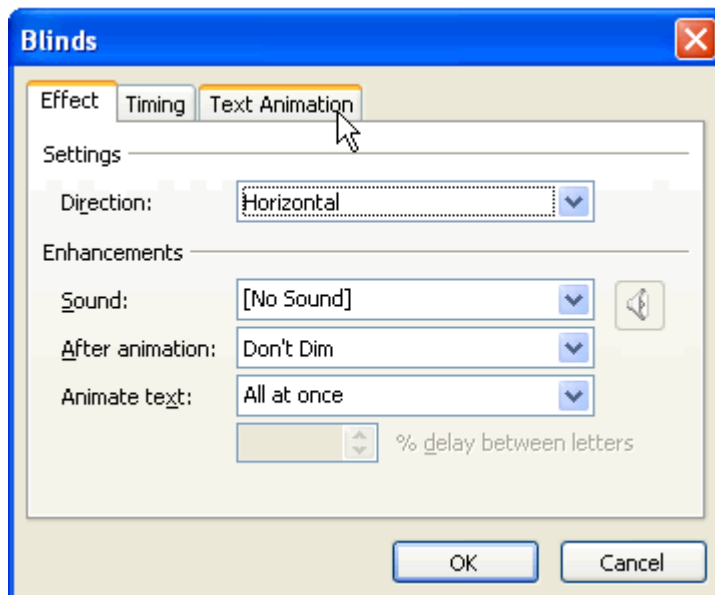 Blinds
Effect Timing Text Animation
Settings
Direction: Horizontal
Enhancements
Sound: [No Sound]
After animation: Don't Dim
Animate text: All at once
% delay between letters
OK Cancel